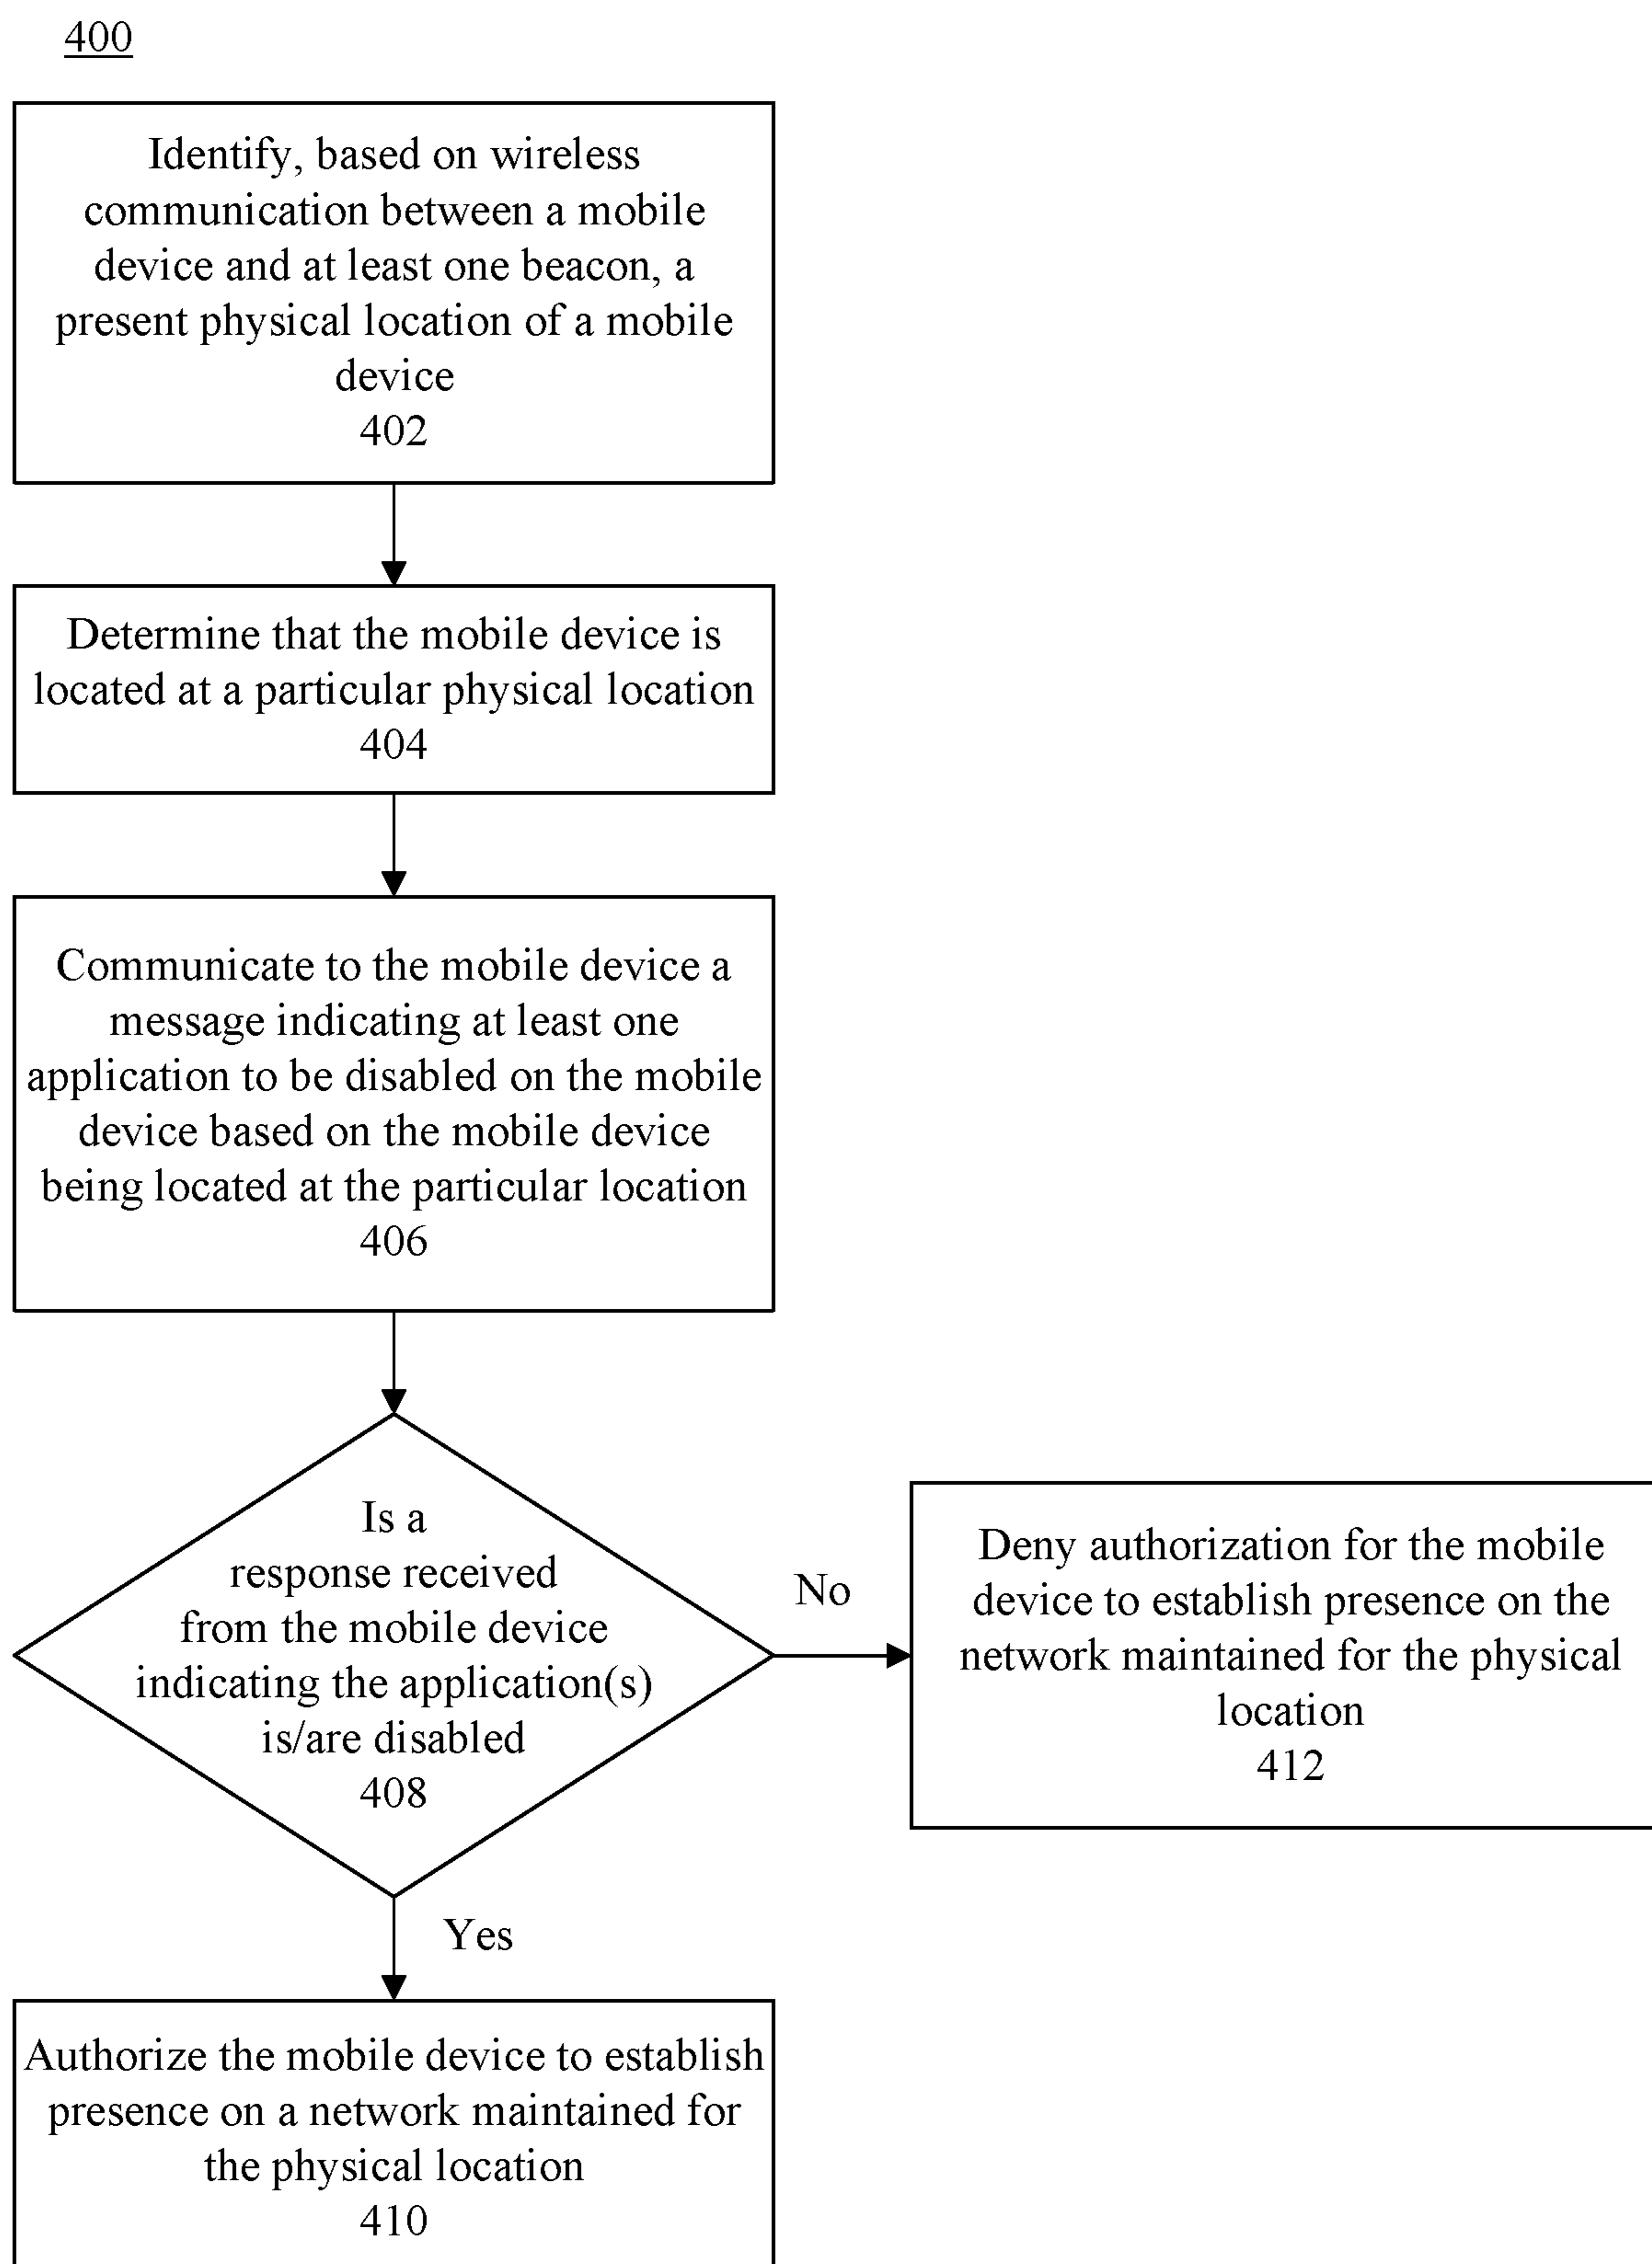 400
Identify, based on wireless
communication between a mobile
device and at least one beacon, a
present physical location of a mobile
device
402
Determine that the mobile device is
located at a particular physical location
404
Communicate to the mobile device a
message indicating at least one
application to be disabled on the mobile
device based on the mobile device
being located at the particular location
406
Is a
response received
from the mobile device
indicating the application(s)
is/are disabled
408
No
Deny authorization for the mobile
device to establish presence on the
network maintained for the physical
location
412
Yes
Authorize the mobile device to establish
presence on a network maintained for
the physical location
410